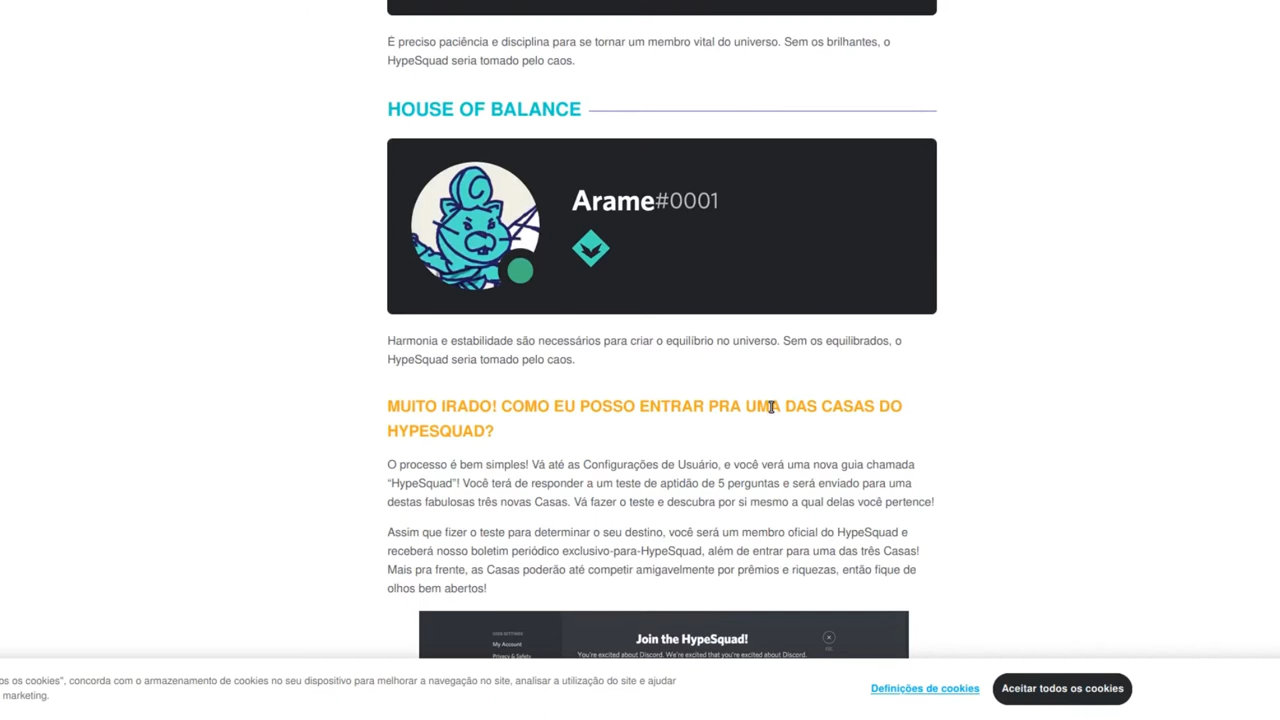 É preciso paciência e disciplina para se tornar um membro vital do universo. Sem os brilhantes, o
HypeSquad seria tomado pelo caos.
HOUSE OF BALANCE
Arame#0001
Harmonia e estabilidade são necessários para criar o equilíbrio no universo. Sem os equilibrados, o
HypeSquad seria tomado pelo caos.
MUITO IRADO! COMO EU POSSO ENTRAR PRA UMA DAS CASAS DO
HYPESQUAD?
O processo é bem simples! Vá até as Configurações de Usuário, e você verá uma nova guia chamada
“HypeSquad”! Você terá de responder a um teste de aptidão de 5 perguntas e será enviado para uma
destas fabulosas três novas Casas. Vá fazer o teste e descubra por si mesmo a qual delas você pertence!
Assim que fizer o teste para determinar o seu destino, você será um membro oficial do HypeSquad e
receberá nosso boletim periódico exclusivo-para-HypeSquad, além de entrar para uma das três Casas!
Mais pra frente, as Casas poderão até competir amigavelmente por prêmios e riquezas, então fique de
olhos bem abertos!
USER SETTINGS
My Account
Privacy & Safety
Join the HypeSquad!
ESC
You're excited about Discord. We're excited that you're excited about Discord.
os os cookies", concorda com o armazenamento de cookies no seu dispositivo para melhorar a navegação no site, analisar a utilização do site e ajudar
marketing.
Definições de cookies
Aceitar todos os cookies